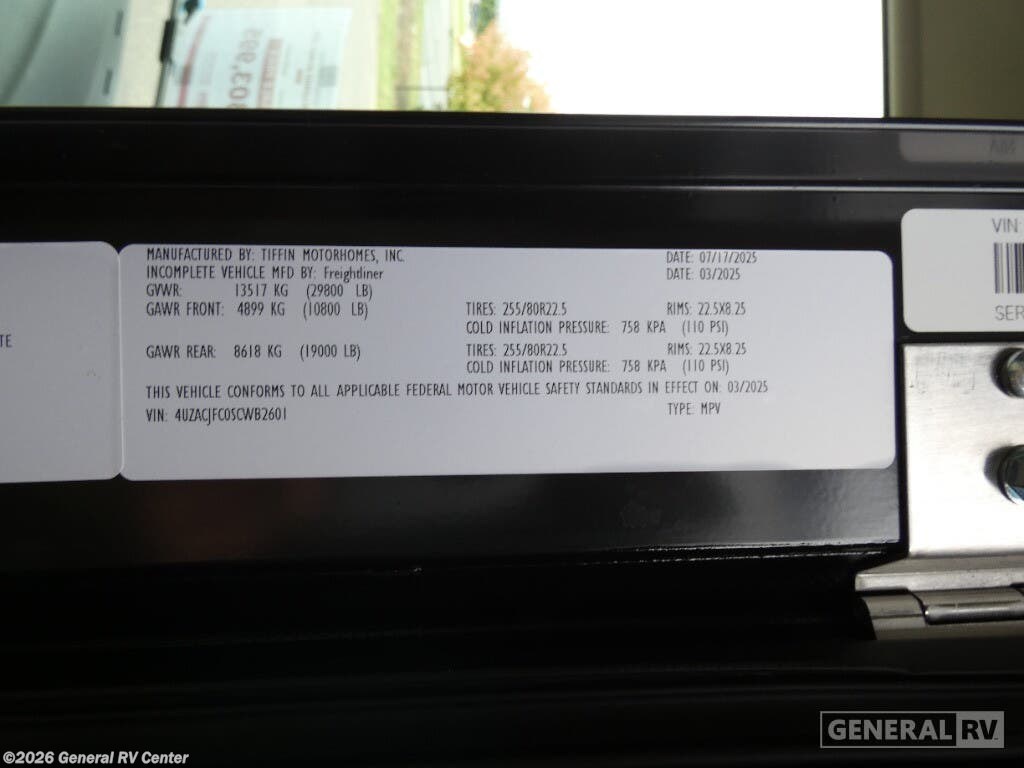 MANUFACTURED BY: TIFFIN MOTORHOMES, INC. DATE: 07/17/2025
INCOMPLETE VEHICLE MFD BY: Freightliner DATE: 03/2025
GVWR: 13517 KG (29800 LB)
GAWR FRONT: 4899 KG (10800 LB) TIRES: 255/80R22.5 RIMS: 22.5X8.25
COLD INFLATION PRESSURE: 758 KPA (110 PSI)
GAWR REAR: 8618 KG (19000 LB) TIRES: 255/80R22.5 RIMS: 22.5X8.25
COLD INFLATION PRESSURE: 758 KPA (110 PSI)
THIS VEHICLE CONFORMS TO ALL APPLICABLE FEDERAL MOTOR VEHICLE SAFETY STANDARDS IN EFFECT ON: 03/2025
VIN: 4UZACJFC0SCWB2601 TYPE: MPV
TE
VIN:
SER
GENERAL RV
©2026 General RV Center